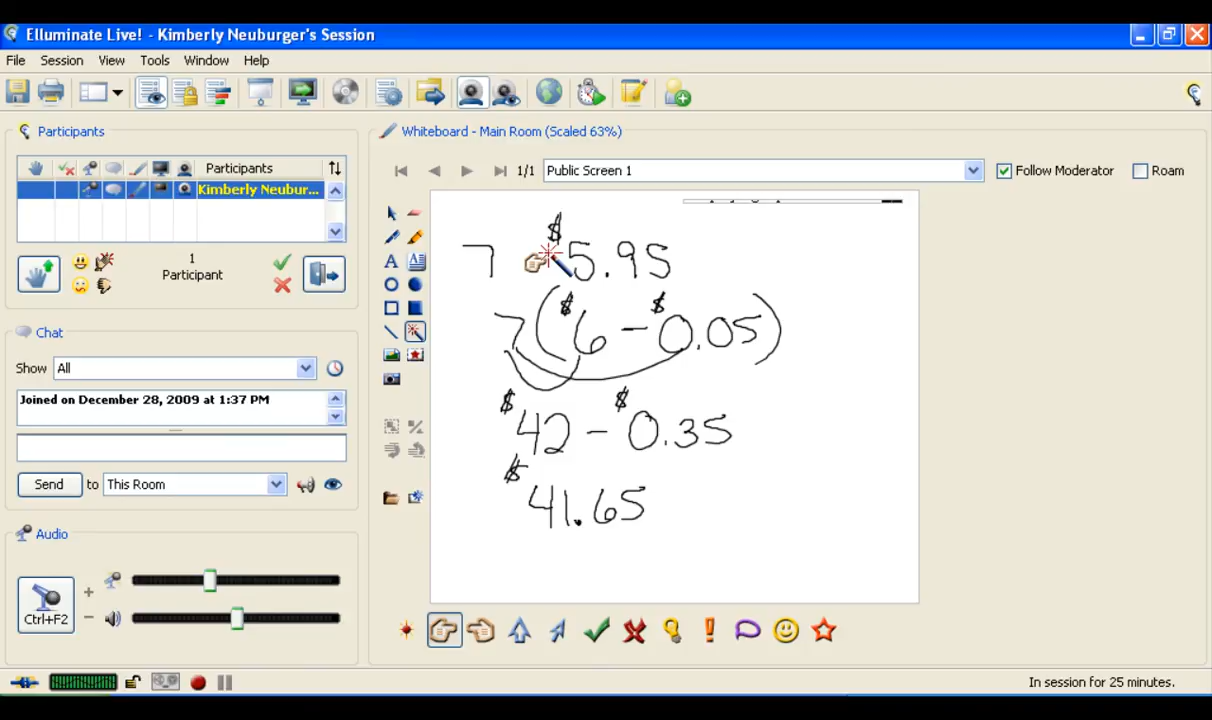 Elluminate Live! - Kimberly Neuburger's Session
File Session View Tools Window Help
Participants
Participants
Kimberly Neubur...
1
Participant
Chat
Show All
Joined on December 28, 2009 at 1:37 PM
Send to This Room
Audio
Ctrl+F2
Whiteboard - Main Room (Scaled 63%)
1/1 Public Screen 1 Follow Moderator Roam
7 $5.95
7($6 - $0.05)
$42 - $0.35
$41.65
In session for 25 minutes.